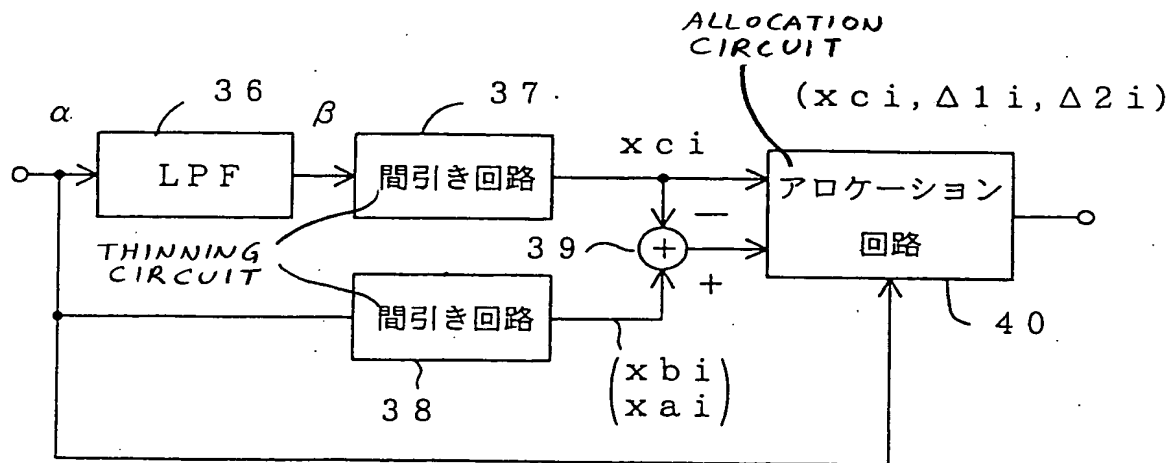 ALLOCATION
CIRCUIT
(xci, Δ1i, Δ2i)
36
37
α
β
xci
LPF
間引き回路
アロケーション
回路
−
+
39
+
THINNING
CIRCUIT
間引き回路
40
38
(xbi
xai)